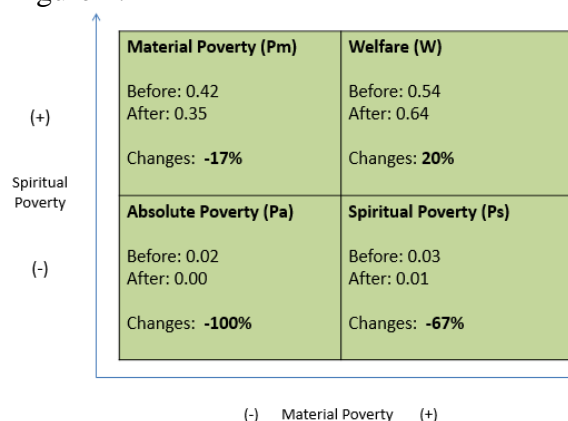 Material Poverty (Pm)
Before: 0.42
After: 0.35
Changes: -17%
Welfare (W)
Before: 0.54
After: 0.64
Changes: 20%
(+)
Spiritual
Poverty
(-)
Absolute Poverty (Pa)
Before: 0.02
After: 0.00
Changes: -100%
Spiritual Poverty (Ps)
Before: 0.03
After: 0.01
Changes: -67%
(-) Material Poverty (+)